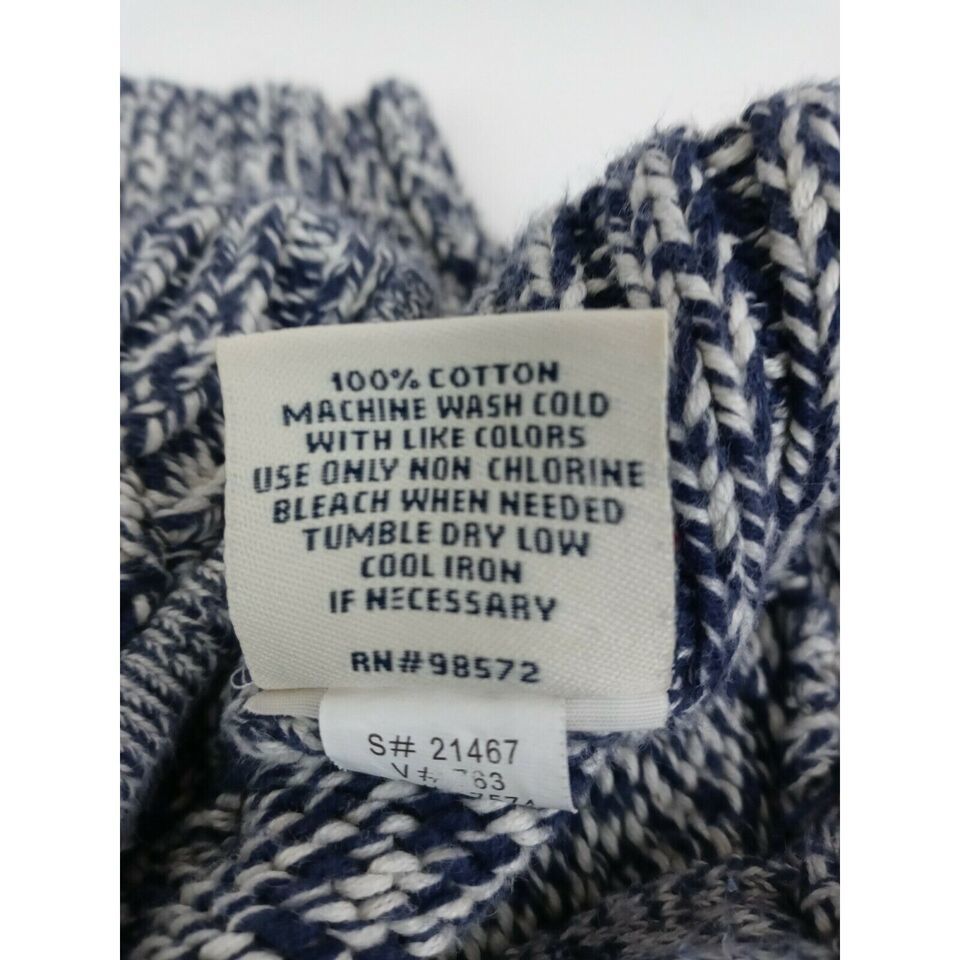 100% COTTON
MACHINE WASH COLD
WITH LIKE COLORS
USE ONLY NON CHLORINE
BLEACH WHEN NEEDED
TUMBLE DRY LOW
COOL IRON
IF NECESSARY
RN#98572
S# 21467
V#